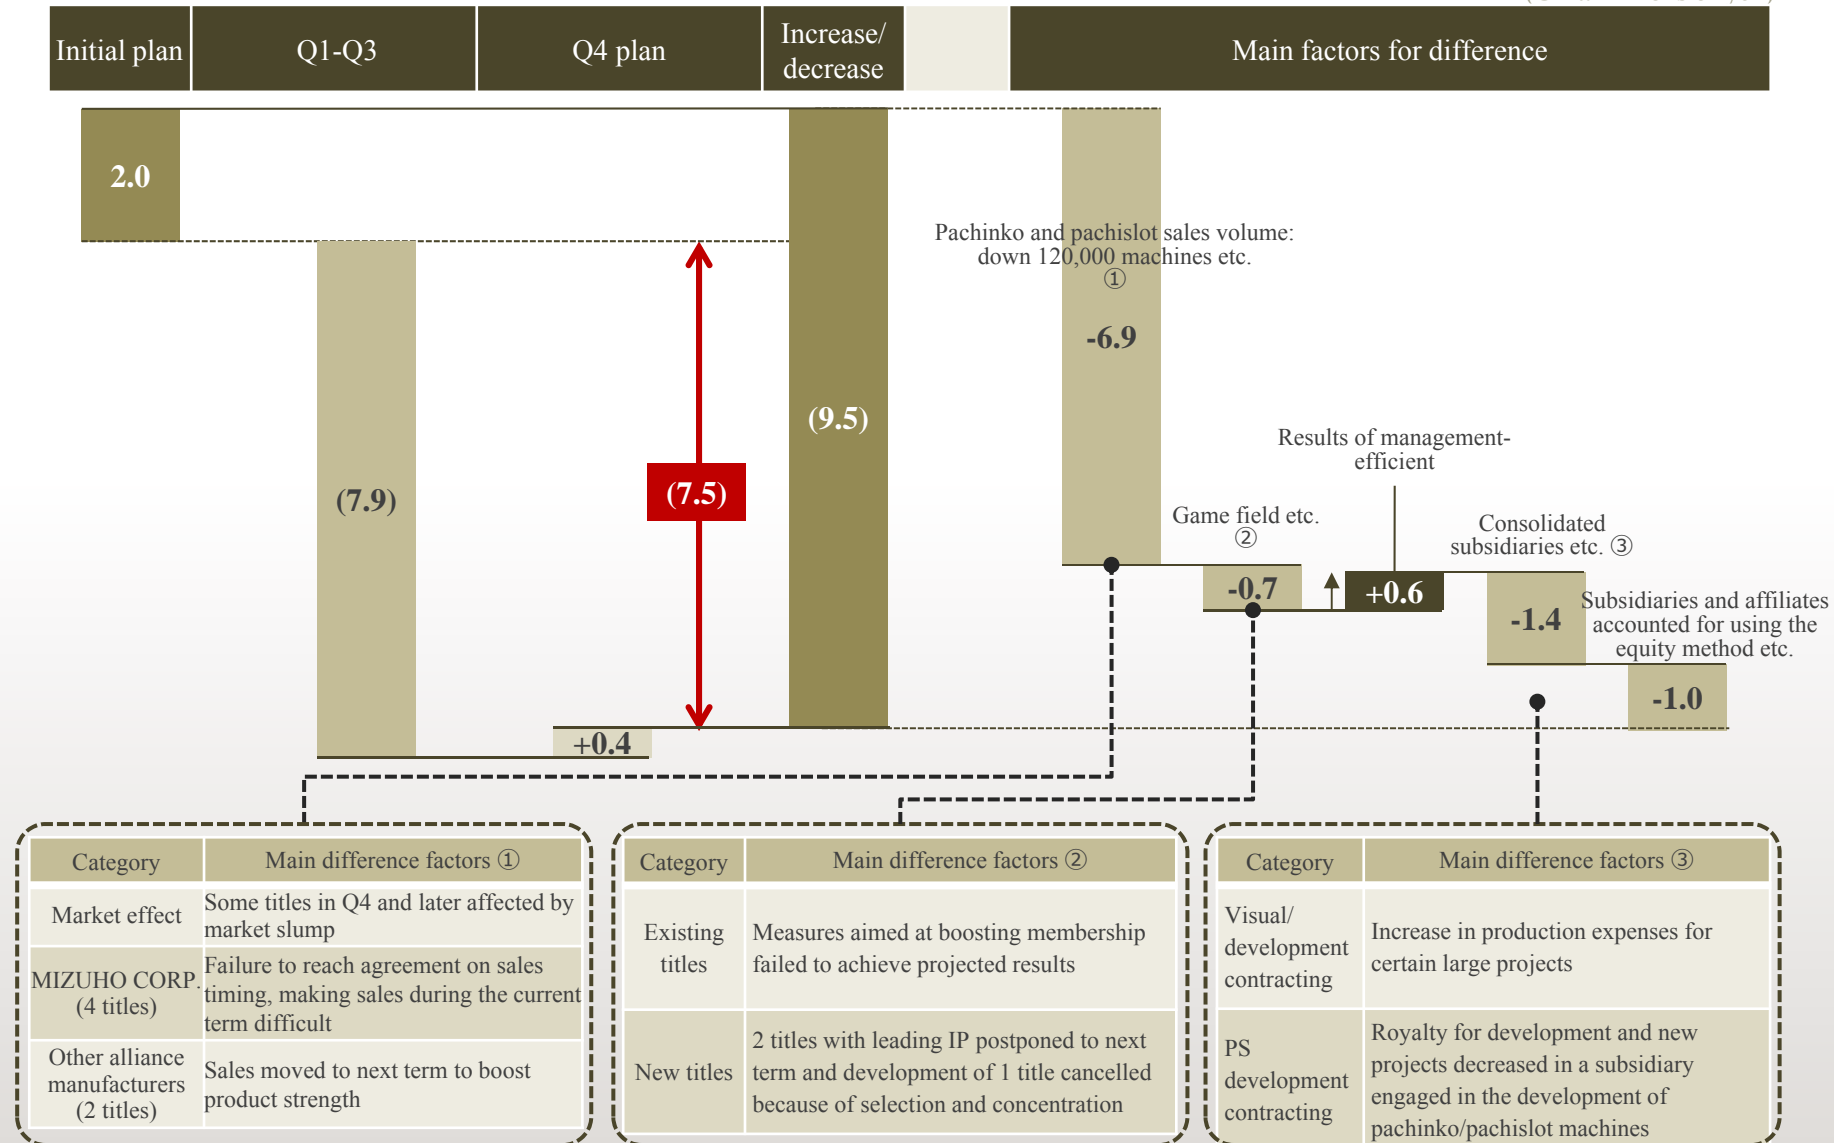 Initial plan
Q1-Q3
Q4 plan
Increase/
decrease
Main factors for difference
2.0
(7.9)
+0.4
(7.5)
(9.5)
Pachinko and pachislot sales volume:
down 120,000 machines etc.
①
-6.9
Game field etc.
②
-0.7
Results of management-
efficient
+0.6
Consolidated
subsidiaries etc. ③
-1.4
Subsidiaries and affiliates
accounted for using the
equity method etc.
-1.0
Category
Main difference factors ①
Market effect
Some titles in Q4 and later affected by
market slump
MIZUHO CORP.
(4 titles)
Failure to reach agreement on sales
timing, making sales during the current
term difficult
Other alliance
manufacturers
(2 titles)
Sales moved to next term to boost
product strength
Category
Main difference factors ②
Existing
titles
Measures aimed at boosting membership
failed to achieve projected results
New titles
2 titles with leading IP postponed to next
term and development of 1 title cancelled
because of selection and concentration
Category
Main difference factors ③
Visual/
development
contracting
Increase in production expenses for
certain large projects
PS
development
contracting
Royalty for development and new
projects decreased in a subsidiary
engaged in the development of
pachinko/pachislot machines